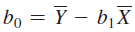 b₀ = Y̅ − b₁X̅